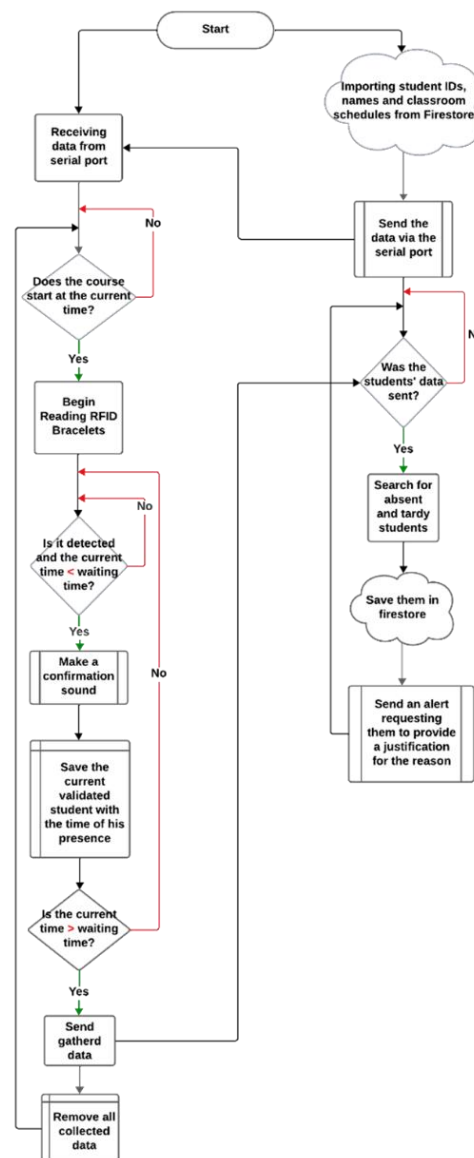 Start
Receiving
data from
serial port
No
Does the course
start at the current
time?
Yes
Begin
Reading RFID
Bracelets
No
Is it detected
and the current
time < waiting
time?
Yes
No
Make a
confirmation
sound
Save the
current
validated
student with
the time of his
presence
Is the current
time > waiting
time?
Yes
Send
gatherd
data
Remove all
collected
data
Importing student IDs,
names and classroom
schedules from Firestore
Send the
data via the
serial port
N
Was the
students' data
sent?
Yes
Search for
absent
and tardy
students
Save them in
firestore
Send an alert
requesting
them to provide
a justification
for the reason